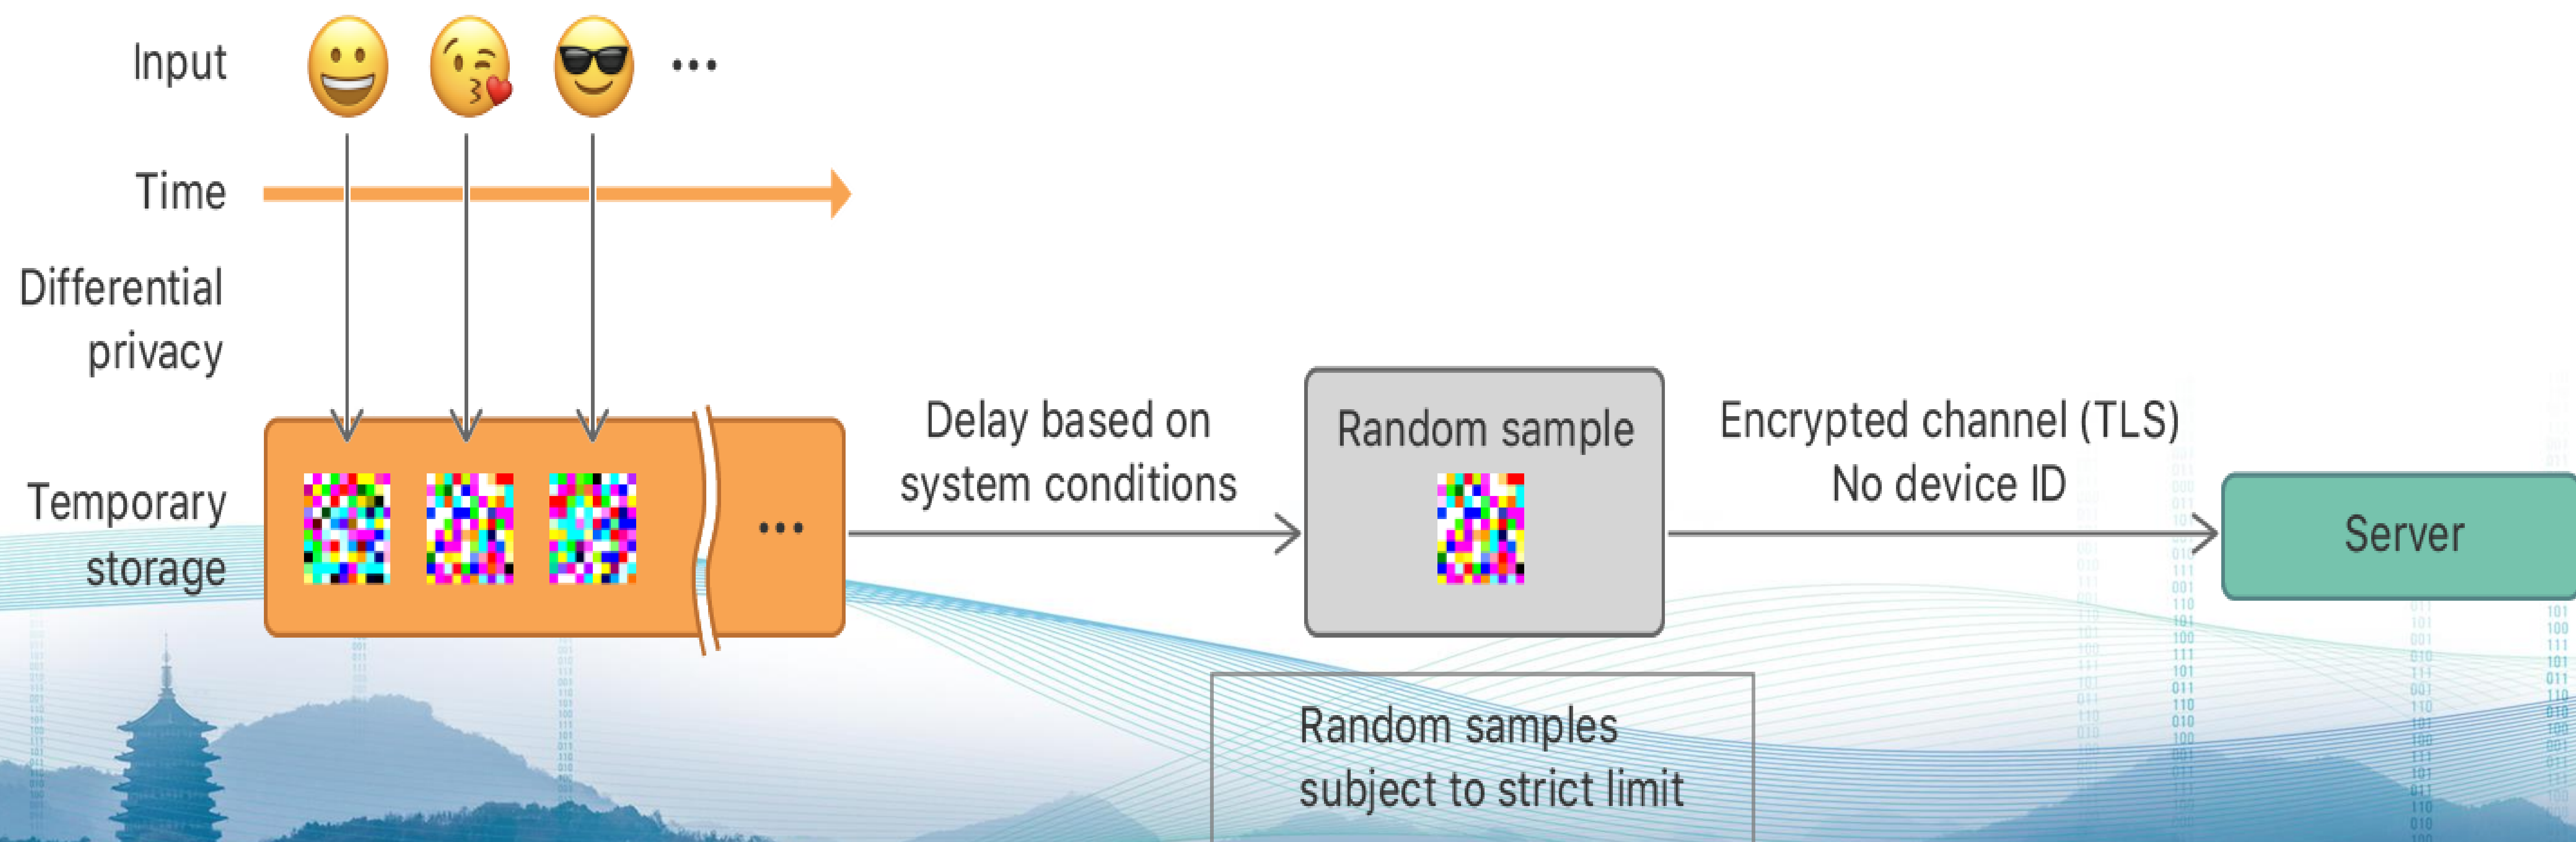 Input
...
Time
Differential
privacy
Temporary
storage
...
Delay based on
system conditions
Random sample
Encrypted channel (TLS)
No device ID
Server
Random samples
subject to strict limit